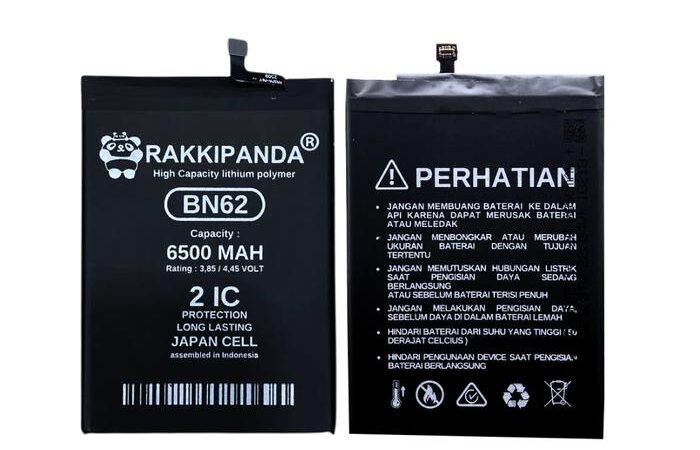 RAKKIPANDA®
High Capacity lithium polymer
BN62
Capacity :
6500 MAH
Rating : 3,85 / 4,45 VOLT
2 IC
PROTECTION
LONG LASTING
JAPAN CELL
assembled in Indonesia
PERHATIAN
• JANGAN MEMBUANG BATERAI KE DALAM
API KARENA DAPAT MERUSAK BATERAI
ATAU MELEDAK
• JANGAN MENBONGKAR ATAU MERUBAH
UKURAN BATERAI DENGAN TUJUAN
TERTENTU
• JANGAN MEMUTUSKAN HUBUNGAN LISTRIK
SAAT PENGISIAN DAYA SEDANG
BERLANGSUNG
ATAU SEBELUM BATERAI TERISI PENUH
• JANGAN MELAKUKAN PENGISIAN DAYA,
SEBELUM DAYA DI DALAM BATERAI LEMAH
• HINDARI BATERAI DARI SUHU YANG TINGGI ( 50
DERAJAT CELCIUS )
• HINDARI PENGUNAAN DEVICE SAAT PENGISIAN
BATERAI BERLANGSUNG